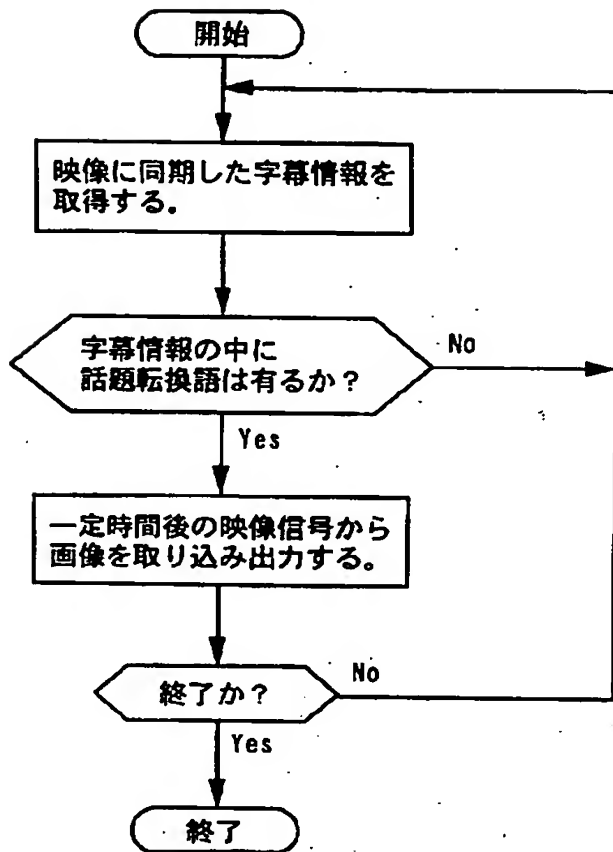 開始
映像に同期した字幕情報を
取得する。
字幕情報の中に
話題転換語は有るか?
No
Yes
一定時間後の映像信号から
画像を取り込み出力する。
終了か?
No
Yes
終了